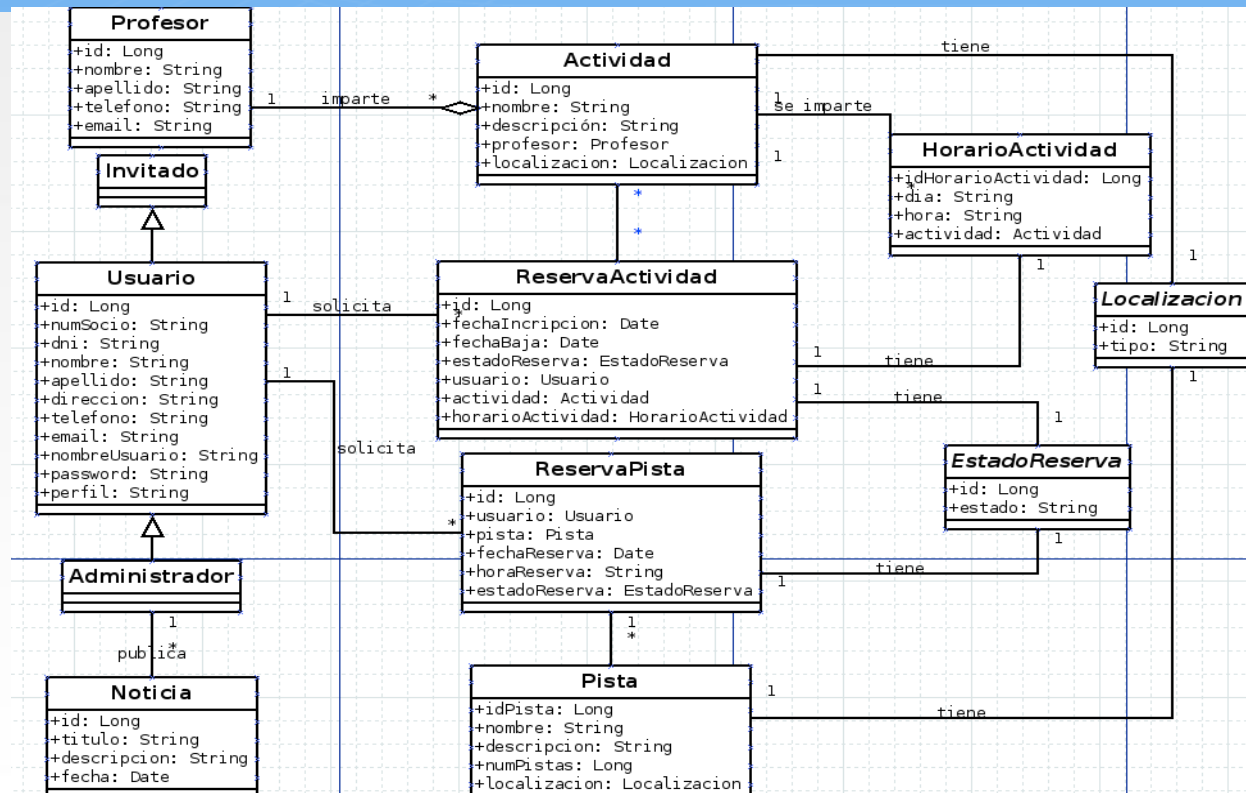 Profesor
+id: Long
+nombre: String
+apellido: String
+telefono: String
+email: String
1
imparte
*
Actividad
+id: Long
+nombre: String
+descripción: String
+profesor: Profesor
+localizacion: Localizacion
tiene
1
se imparte
1
HorarioActividad
+idHorarioActividad: Long
*
+dia: String
+hora: String
+actividad: Actividad
Invitado
*
*
1
1
Usuario
+id: Long
+numSocio: String
+dni: String
+nombre: String
+apellido: String
+direccion: String
+telefono: String
+email: String
+nombreUsuario: String
+password: String
+perfil: String
1
solicita
*
1
solicita
*
ReservaActividad
+id: Long
+fechaIncripcion: Date
+fechaBaja: Date
+estadoReserva: EstadoReserva
+usuario: Usuario
+actividad: Actividad
+horarioActividad: HorarioActividad
1
tiene
1
tiene
1
Localizacion
+id: Long
+tipo: String
1
EstadoReserva
+id: Long
+estado: String
1
ReservaPista
+id: Long
+usuario: Usuario
+pista: Pista
+fechaReserva: Date
+horaReserva: String
+estadoReserva: EstadoReserva
tiene
1
Administrador
1
*
publica
1
*
Noticia
+id: Long
+titulo: String
+descripcion: String
+fecha: Date
Pista
+idPista: Long
+nombre: String
+descripcion: String
+numPistas: Long
+localizacion: Localizacion
1
tiene